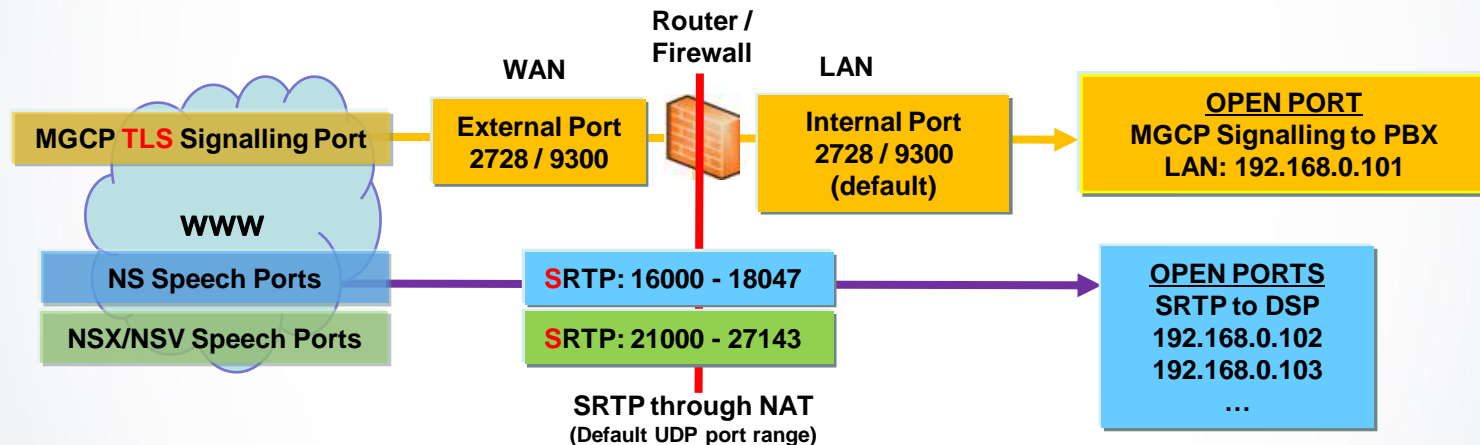 Router /
Firewall
WAN
LAN
MGCP TLS Signalling Port
External Port
2728 / 9300
Internal Port
2728 / 9300
(default)
OPEN PORT
MGCP Signalling to PBX
LAN: 192.168.0.101
WWW
NS Speech Ports
SRTP: 16000 - 18047
NSX/NSV Speech Ports
SRTP: 21000 - 27143
OPEN PORTS
SRTP to DSP
192.168.0.102
192.168.0.103
...
SRTP through NAT
(Default UDP port range)